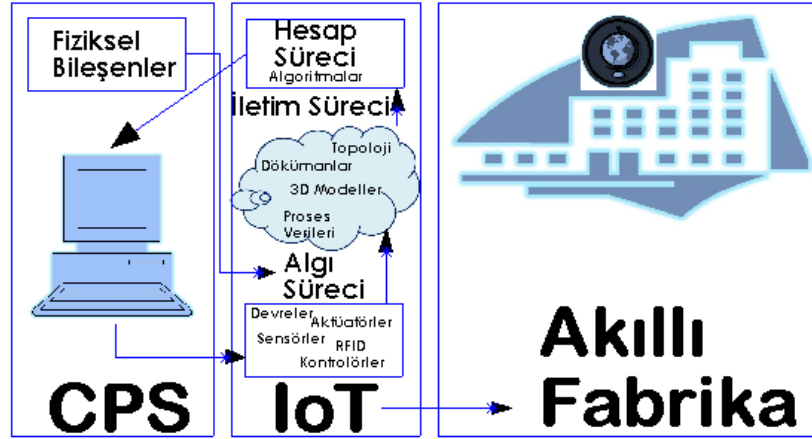 Fiziksel
Bileşenler
CPS
Hesap
Süreci
Algoritmalar
İletim Süreci
Topoloji
Dökümanlar
3D Modeller
Proses
Verileri
Algı
Süreci
Devreler
Aktüatörler
Sensörler
RFID
Kontrolörler
IoT
Akıllı
Fabrika